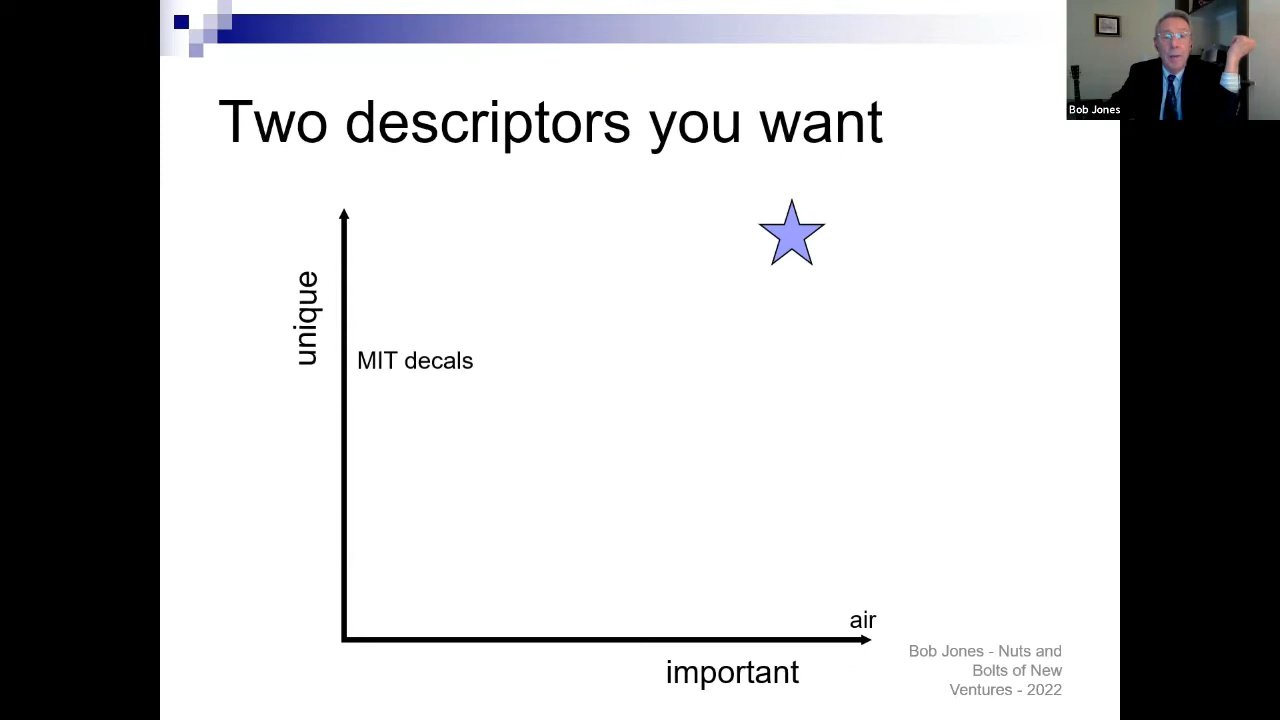 Two descriptors you want
Bob Jones
unique
MIT decals
air
important
Bob Jones - Nuts and
Bolts of New
Ventures - 2022